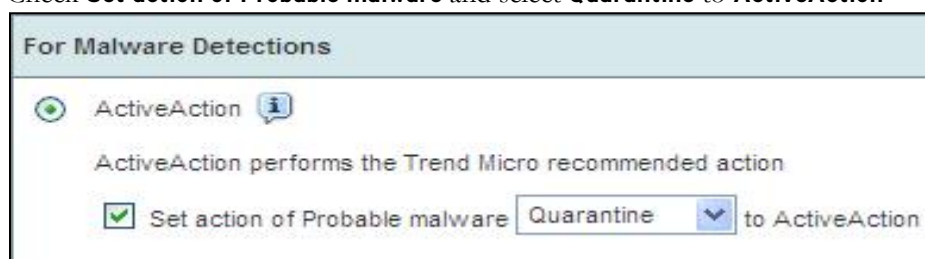 Check Set action of Probable malware and select Quarantine to ActiveAction
For Malware Detections
ActiveAction
ActiveAction performs the Trend Micro recommended action
Set action of Probable malware Quarantine to ActiveAction